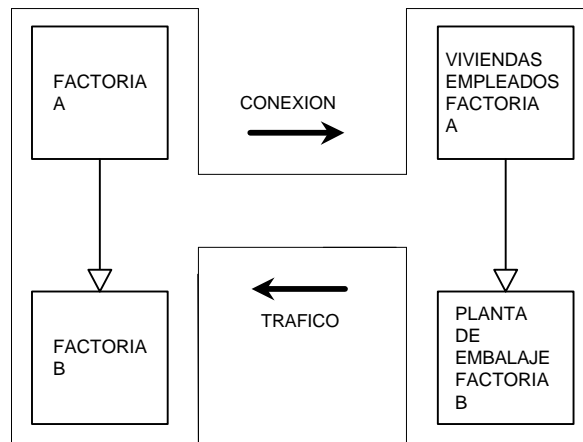 FACTORIA
A
CONEXION
VIVIENDAS
EMPLEADOS
FACTORIA
A
FACTORIA
B
TRAFICO
PLANTA
DE
EMBALAJE
FACTORIA
B